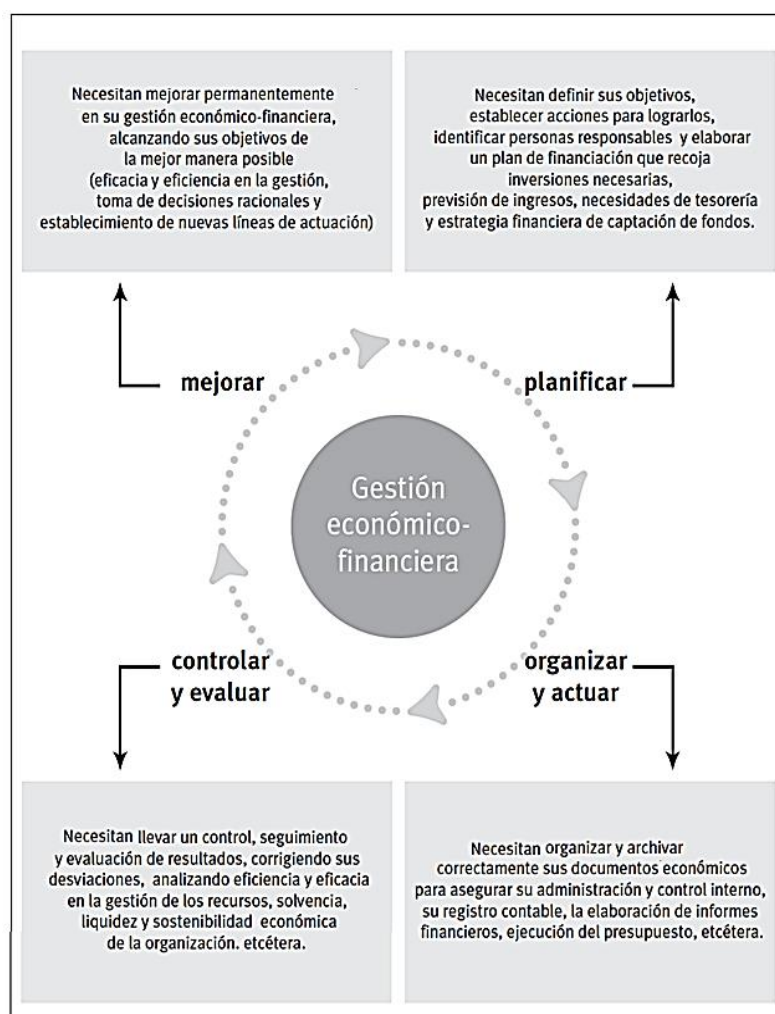 Necesitan mejorar permanentemente
en su gestión económico-financiera,
alcanzando sus objetivos de
la mejor manera posible
(eficacia y eficiencia en la gestión,
toma de decisiones racionales y
establecimiento de nuevas líneas de actuación)
Necesitan definir sus objetivos,
establecer acciones para lograrlos,
identificar personas responsables y elaborar
un plan de financiación que recoja
inversiones necesarias,
previsión de ingresos, necesidades de tesorería
y estrategia financiera de captación de fondos.
mejorar
planificar
Gestión
económico-
financiera
controlar
y evaluar
organizar
y actuar
Necesitan llevar un control, seguimiento
y evaluación de resultados, corrigiendo sus
desviaciones, analizando eficiencia y eficacia
en la gestión de los recursos, solvencia,
liquidez y sostenibilidad económica
de la organización. etcétera.
Necesitan organizar y archivar
correctamente sus documentos económicos
para asegurar su administración y control interno,
su registro contable, la elaboración de informes
financieros, ejecución del presupuesto, etcétera.